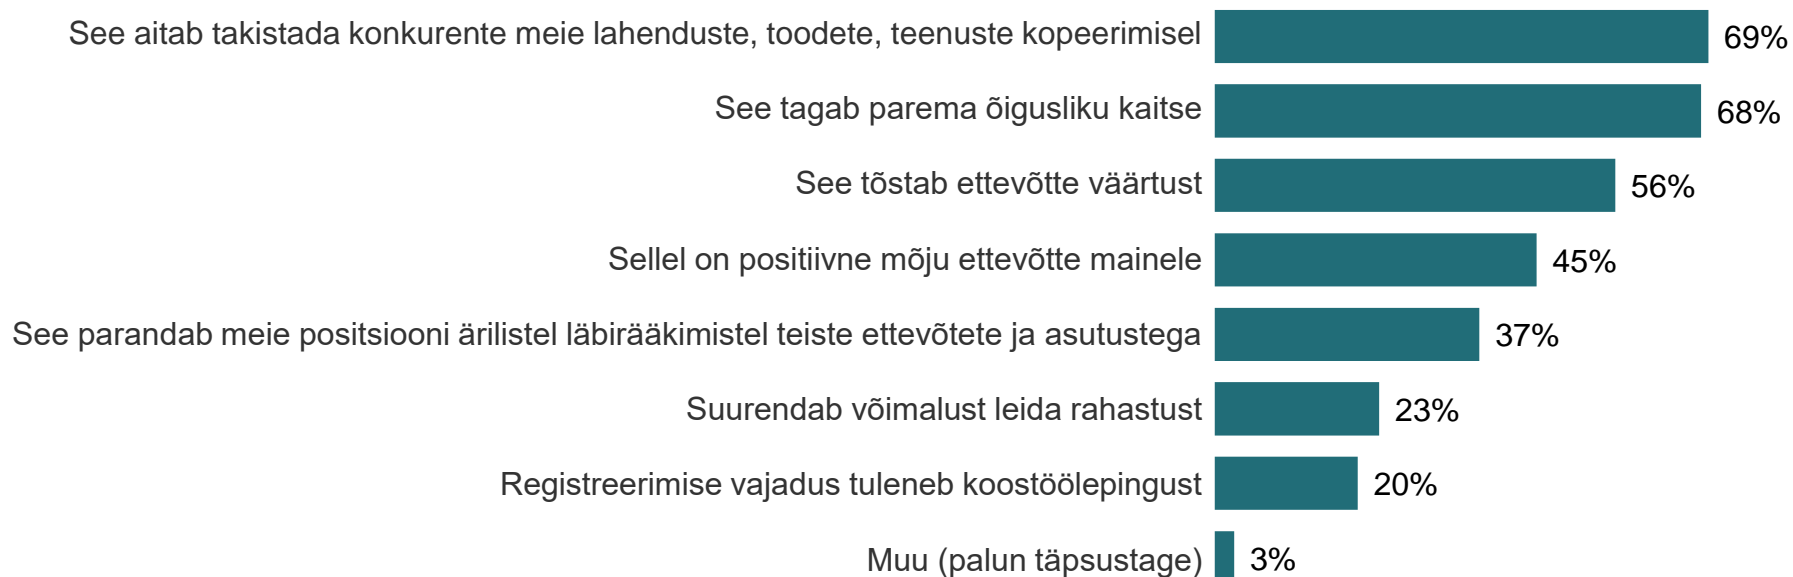 See aitab takistada konkurente meie lahenduste, toodete, teenuste kopeerimisel 69%
See tagab parema õigusliku kaitse 68%
See tõstab ettevõtte väärtust 56%
Sellel on positiivne mõju ettevõtte mainele 45%
See parandab meie positsiooni ärilistel läbirääkimistel teiste ettevõtete ja asutustega 37%
Suurendab võimalust leida rahastust 23%
Registreerimise vajadus tuleneb koostöölepingust 20%
Muu (palun täpsustage) 3%